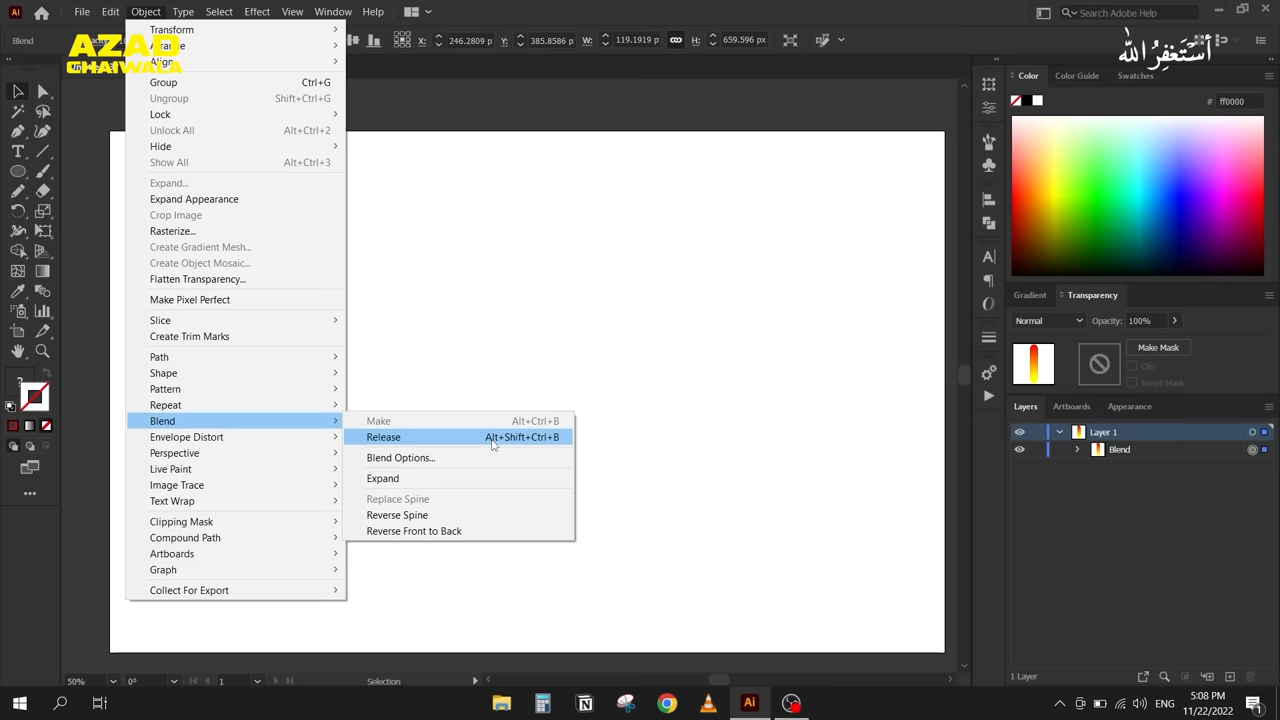 File Edit Object Type Select Effect View Window Help
Search Adobe Help
Blend
X: 246.2809 p
W: 119.1919 p
H: 659.596 px
AZAD
CHAIWALA
أستغفر الله
Transform
Arrange
Align
Group Ctrl+G
Ungroup Shift+Ctrl+G
Lock
Unlock All Alt+Ctrl+2
Hide
Show All Alt+Ctrl+3
Expand...
Expand Appearance
Crop Image
Rasterize...
Create Gradient Mesh...
Create Object Mosaic...
Flatten Transparency...
Make Pixel Perfect
Slice
Create Trim Marks
Path
Shape
Pattern
Repeat
Blend
Envelope Distort
Perspective
Live Paint
Image Trace
Text Wrap
Clipping Mask
Compound Path
Artboards
Graph
Collect For Export
Make Alt+Ctrl+B
Release Alt+Shift+Ctrl+B
Blend Options...
Expand
Replace Spine
Reverse Spine
Reverse Front to Back
Color Color Guide Swatches
# ff0000
Gradient Transparency
Normal Opacity: 100%
Make Mask
Clip
Invert Mask
Layers Artboards Appearance
Layer 1
Blend
1 Layer
50% 0° 1 Selection
5:08 PM
11/22/2022